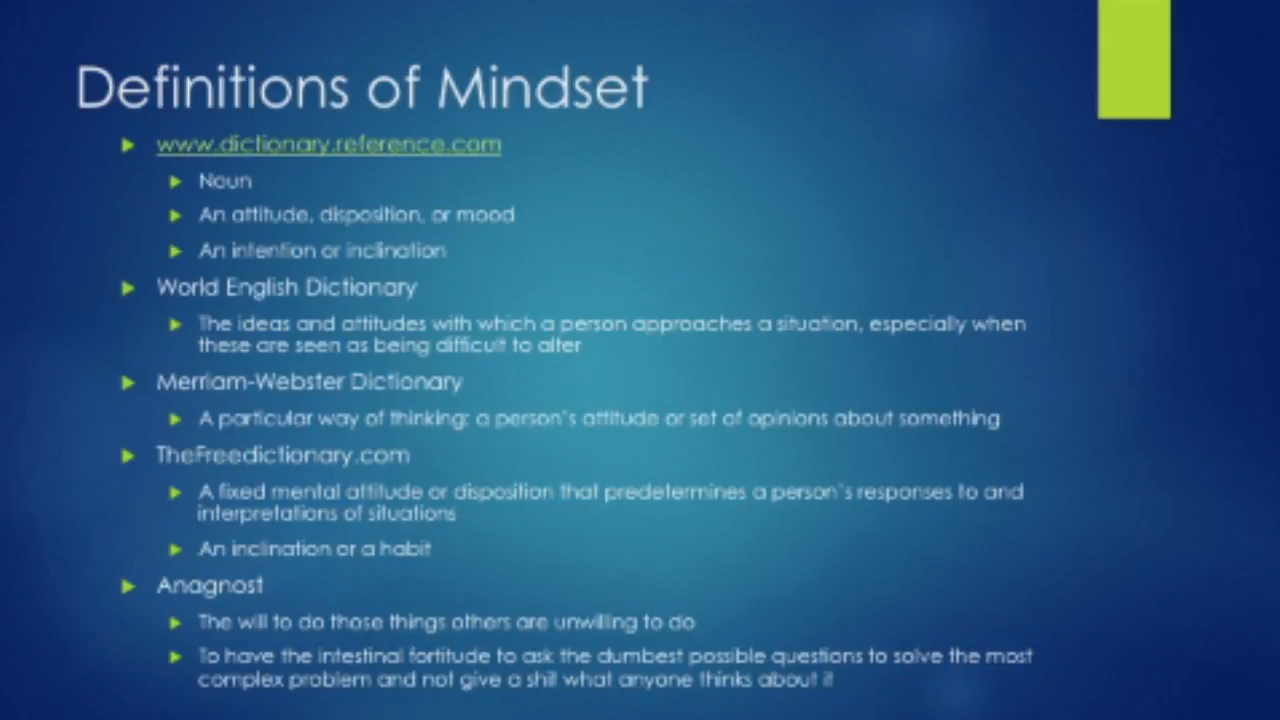 Definitions of Mindset
www.dictionary.reference.com
Noun
An attitude, disposition, or mood
An intention or inclination
World English Dictionary
The ideas and attitudes with which a person approaches a situation, especially when
these are seen as being difficult to alter
Merriam-Webster Dictionary
A particular way of thinking: a person's attitude or set of opinions about something
TheFreedictionary.com
A fixed mental attitude or disposition that predetermines a person's responses to and
interpretations of situations
An inclination or a habit
Anagnost
The will to do those things others are unwilling to do
To have the intestinal fortitude to ask the dumbest possible questions to solve the most
complex problem and not give a shit what anyone thinks about it